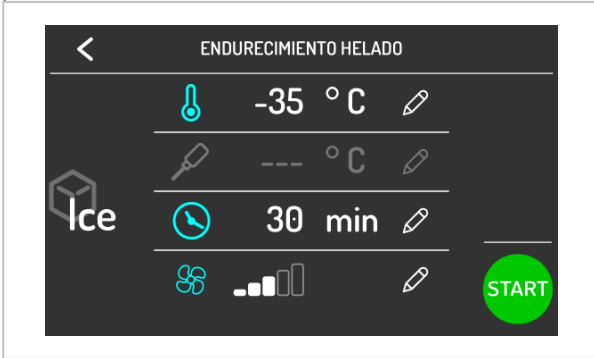 ENDURECIMIENTO HELADO
-35 °C
--- °C
Ice
30 min
START